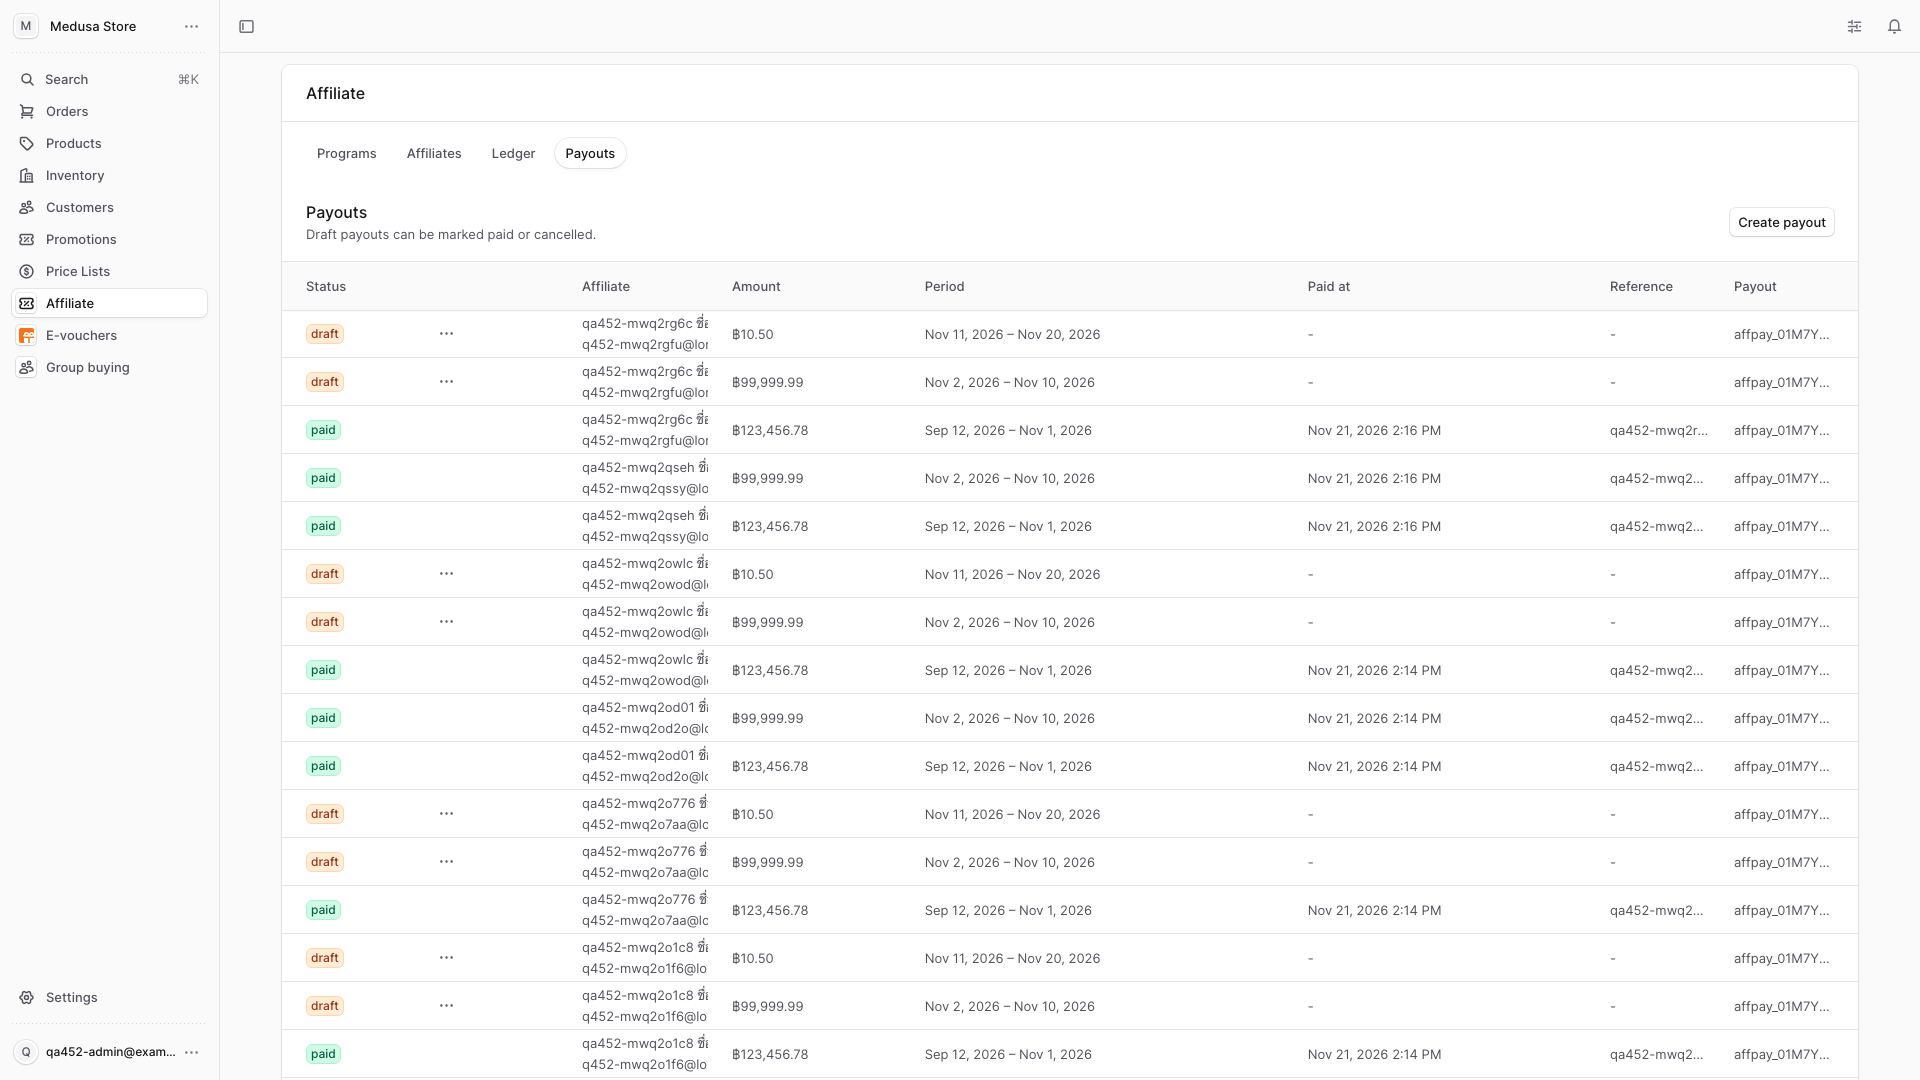 M Medusa Store
Search ⌘K
Orders
Products
Inventory
Customers
Promotions
Price Lists
Affiliate
E-vouchers
Group buying
Settings
Q qa452-admin@exam...
Affiliate
Programs Affiliates Ledger Payouts
Payouts
Draft payouts can be marked paid or cancelled.
Create payout
Status Affiliate Amount Period Paid at Reference Payout
draft qa452-mwq2rg6c ฿10.50 Nov 11, 2026 – Nov 20, 2026 - - affpay_01M7Y...
q452-mwq2rgfu@lor
draft qa452-mwq2rg6c ฿99,999.99 Nov 2, 2026 – Nov 10, 2026 - - affpay_01M7Y...
q452-mwq2rgfu@lor
paid qa452-mwq2rg6c ฿123,456.78 Sep 12, 2026 – Nov 1, 2026 Nov 21, 2026 2:16 PM qa452-mwq2r... affpay_01M7Y...
q452-mwq2rgfu@lor
paid qa452-mwq2qseh ฿99,999.99 Nov 2, 2026 – Nov 10, 2026 Nov 21, 2026 2:16 PM qa452-mwq2... affpay_01M7Y...
q452-mwq2qssy@lo
paid qa452-mwq2qseh ฿123,456.78 Sep 12, 2026 – Nov 1, 2026 Nov 21, 2026 2:16 PM qa452-mwq2... affpay_01M7Y...
q452-mwq2qssy@lo
draft qa452-mwq2owlc ฿10.50 Nov 11, 2026 – Nov 20, 2026 - - affpay_01M7Y...
q452-mwq2owod@l
draft qa452-mwq2owlc ฿99,999.99 Nov 2, 2026 – Nov 10, 2026 - - affpay_01M7Y...
q452-mwq2owod@l
paid qa452-mwq2owlc ฿123,456.78 Sep 12, 2026 – Nov 1, 2026 Nov 21, 2026 2:14 PM qa452-mwq2... affpay_01M7Y...
q452-mwq2owod@l
paid qa452-mwq2od01 ฿99,999.99 Nov 2, 2026 – Nov 10, 2026 Nov 21, 2026 2:14 PM qa452-mwq2... affpay_01M7Y...
q452-mwq2od2o@lo
paid qa452-mwq2od01 ฿123,456.78 Sep 12, 2026 – Nov 1, 2026 Nov 21, 2026 2:14 PM qa452-mwq2... affpay_01M7Y...
q452-mwq2od2o@lo
draft qa452-mwq2o776 ฿10.50 Nov 11, 2026 – Nov 20, 2026 - - affpay_01M7Y...
q452-mwq2o7aa@lo
draft qa452-mwq2o776 ฿99,999.99 Nov 2, 2026 – Nov 10, 2026 - - affpay_01M7Y...
q452-mwq2o7aa@lo
paid qa452-mwq2o776 ฿123,456.78 Sep 12, 2026 – Nov 1, 2026 Nov 21, 2026 2:14 PM qa452-mwq2... affpay_01M7Y...
q452-mwq2o7aa@lo
draft qa452-mwq2o1c8 ฿10.50 Nov 11, 2026 – Nov 20, 2026 - - affpay_01M7Y...
q452-mwq2o1f6@lo
draft qa452-mwq2o1c8 ฿99,999.99 Nov 2, 2026 – Nov 10, 2026 - - affpay_01M7Y...
q452-mwq2o1f6@lo
paid qa452-mwq2o1c8 ฿123,456.78 Sep 12, 2026 – Nov 1, 2026 Nov 21, 2026 2:14 PM qa452-mwq2... affpay_01M7Y...
q452-mwq2o1f6@lo